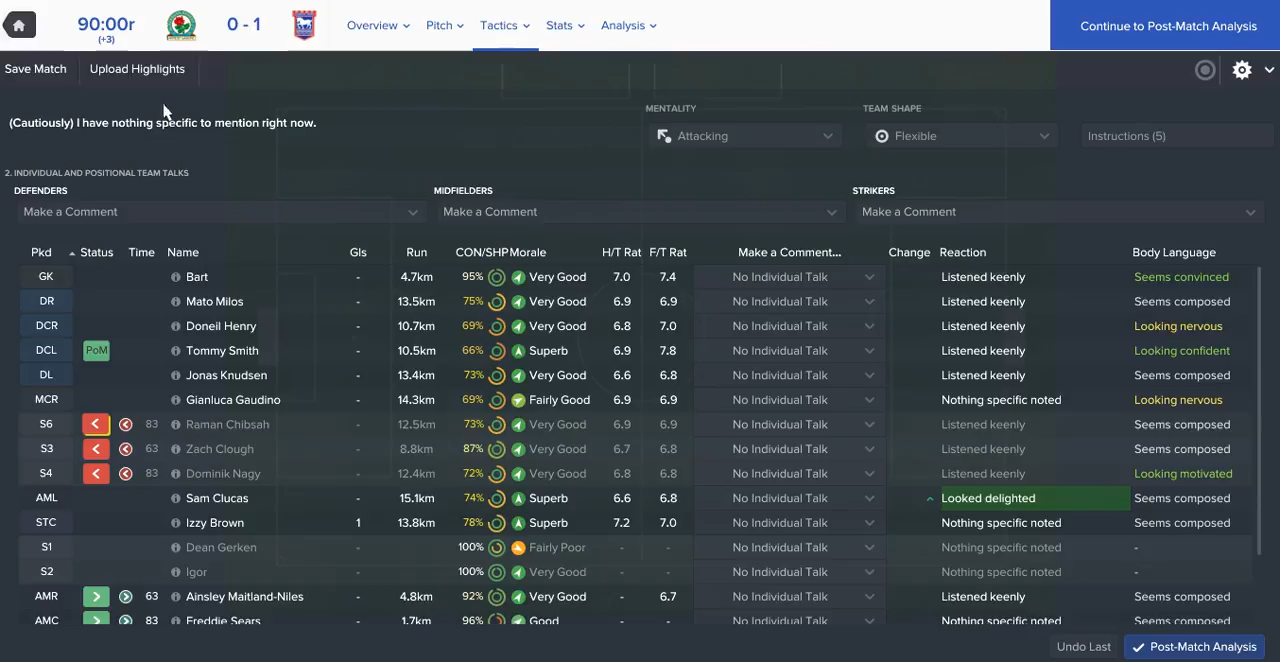 90:00r 0 - 1 Overview Pitch Tactics Stats Analysis Continue to Post-Match Analysis
(+3)
Save Match Upload Highlights
MENTALITY TEAM SHAPE
(Cautiously) I have nothing specific to mention right now. Attacking Flexible Instructions (5)
2. INDIVIDUAL AND POSITIONAL TEAM TALKS
DEFENDERS MIDFIELDERS STRIKERS
Make a Comment Make a Comment Make a Comment
Pkd Status Time Name Gls Run CON/SHP Morale H/T Rat F/T Rat Make a Comment... Change Reaction Body Language
GK Bart - 4.7km 95% Very Good 7.0 7.4 No Individual Talk Listened keenly Seems convinced
DR Mato Milos - 13.5km 75% Very Good 6.9 6.9 No Individual Talk Listened keenly Seems composed
DCR Doneil Henry - 10.7km 69% Very Good 6.8 7.0 No Individual Talk Listened keenly Looking nervous
DCL PoM Tommy Smith - 10.5km 66% Superb 6.9 7.8 No Individual Talk Listened keenly Looking confident
DL Jonas Knudsen - 13.4km 73% Very Good 6.6 6.8 No Individual Talk Listened keenly Seems composed
MCR Gianluca Gaudino - 14.3km 69% Fairly Good 6.9 6.9 No Individual Talk Nothing specific noted Looking nervous
S6 83 Raman Chibsah - 12.5km 73% Very Good 6.9 6.9 No Individual Talk Listened keenly Seems composed
S3 63 Zach Clough - 8.8km 87% Very Good 6.7 6.8 No Individual Talk Listened keenly Seems composed
S4 83 Dominik Nagy - 12.4km 72% Very Good 6.8 6.8 No Individual Talk Listened keenly Looking motivated
AML Sam Clucas - 15.1km 74% Superb 6.6 6.8 No Individual Talk Looked delighted Seems composed
STC Izzy Brown 1 13.8km 78% Superb 7.2 7.0 No Individual Talk Nothing specific noted Seems composed
S1 Dean Gerken - 100% Fairly Poor - - No Individual Talk Nothing specific noted -
S2 Igor - 100% Very Good - - No Individual Talk Nothing specific noted -
AMR 63 Ainsley Maitland-Niles - 4.8km 92% Very Good - 6.7 No Individual Talk Listened keenly Seems composed
AMC 83 Freddie Sears - 1.7km 96% Good - - No Individual Talk Nothing specific noted Seems composed
Undo Last Post-Match Analysis